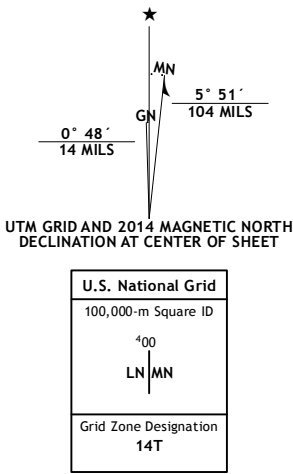 ★
MN
5° 51´
104 MILS
GN
0° 48´
14 MILS
UTM GRID AND 2014 MAGNETIC NORTH
DECLINATION AT CENTER OF SHEET
U.S. National Grid
100,000-m Square ID
⁴00
LN MN
Grid Zone Designation
14T